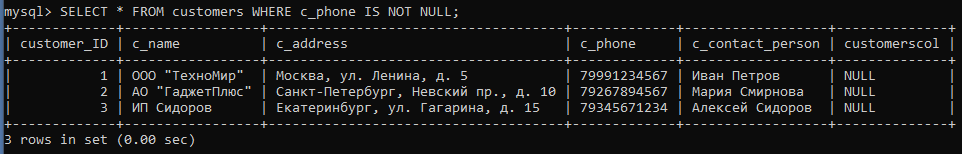 mysql> SELECT * FROM customers WHERE c_phone IS NOT NULL;
+-------------+------------------+----------------------------------------+-------------+------------------+--------------+
| customer_ID | c_name | c_address | c_phone | c_contact_person | customerscol |
+-------------+------------------+----------------------------------------+-------------+------------------+--------------+
| 1 | ООО "ТехноМир" | Москва, ул. Ленина, д. 5 | 79991234567 | Иван Петров | NULL |
| 2 | АО "ГаджетПлюс" | Санкт-Петербург, Невский пр., д. 10 | 79267894567 | Мария Смирнова | NULL |
| 3 | ИП Сидоров | Екатеринбург, ул. Гагарина, д. 15 | 79345671234 | Алексей Сидоров | NULL |
+-------------+------------------+----------------------------------------+-------------+------------------+--------------+
3 rows in set (0.00 sec)